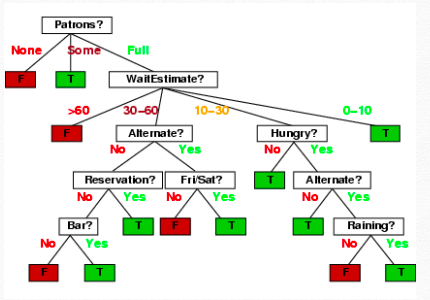 Patrons?
None Some Full
F T WaitEstimate?
>60 30–60 10–30 0–10
F Alternate? Hungry? T
No Yes No Yes
Reservation? Fri/Sat? T Alternate?
No Yes No Yes No Yes
Bar? T F T T Raining?
No Yes No Yes
F T F T